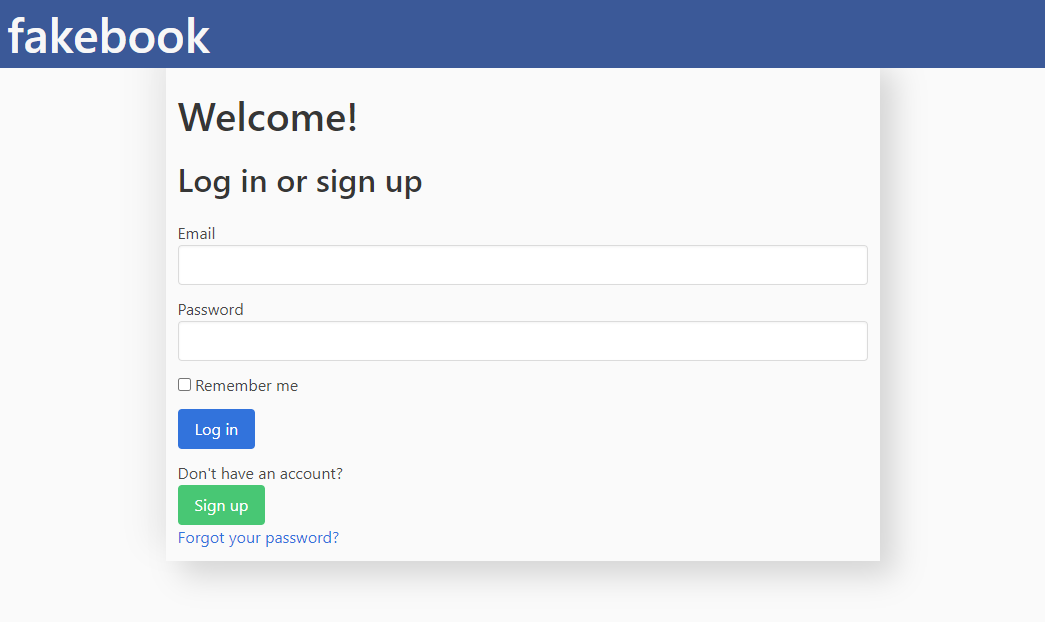 fakebook
Welcome!
Log in or sign up
Email
Password
Remember me
Log in
Don't have an account?
Sign up
Forgot your password?